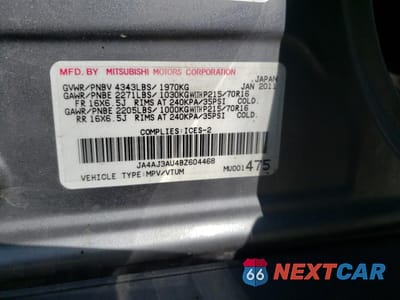 MFD. BY MITSUBISHI MOTORS CORPORATION
JAPAN
GVWR/PNBV 4343LBS/1970KG JAN 2011
GAWR/PNBE 2271LBS/1030KGWITHP215/70R16
FR 16X6.5J RIMS AT 240KPA/35PSI COLD.
GAWR/PNBE 2205LBS/1000KGWITHP215/70R16
RR 16X6.5J RIMS AT 240KPA/35PSI COLD.
COMPLIES:ICES-2
JA4AJ3AU4BZ604468
VEHICLE TYPE:MPV/VTUM MU001475
66 NEXTCAR